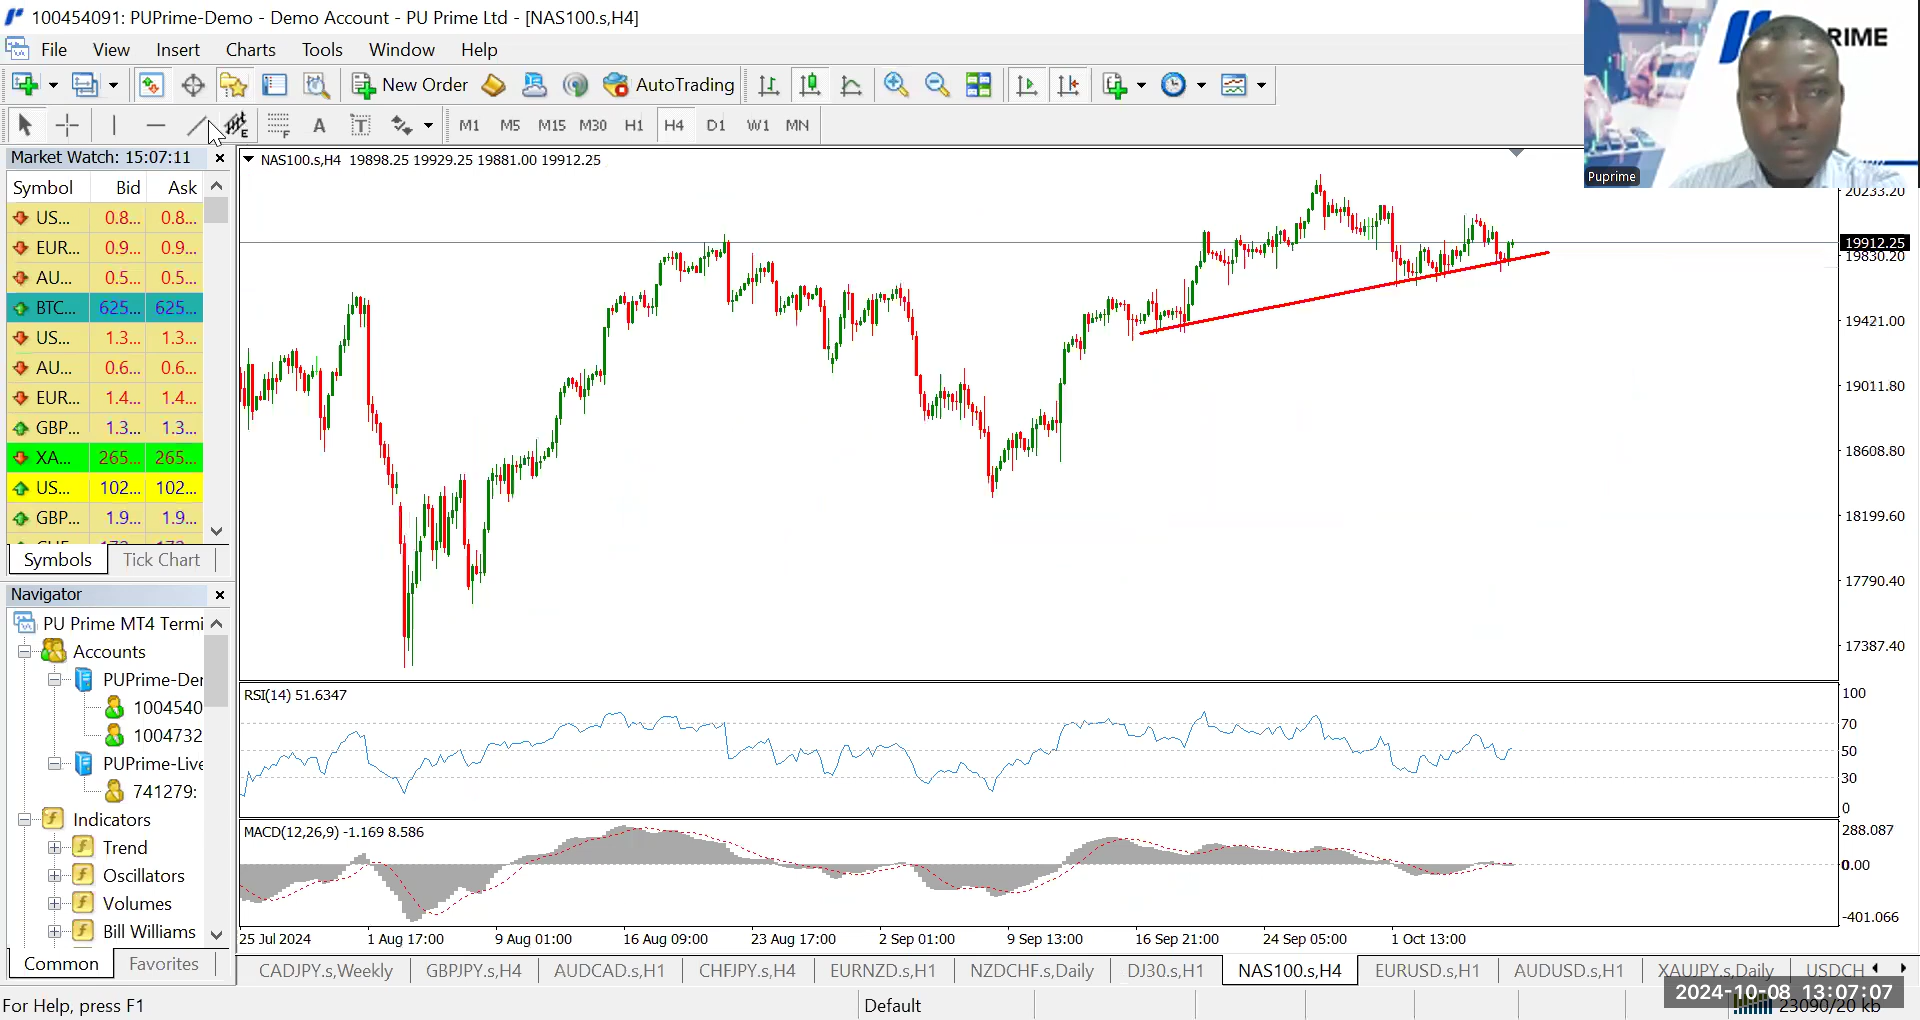 100454091: PUPrime-Demo - Demo Account - PU Prime Ltd - [NAS100.s,H4]
File View Insert Charts Tools Window Help
New Order AutoTrading
M1 M5 M15 M30 H1 H4 D1 W1 MN
PRIME
Puprime
Market Watch: 15:07:11
Symbol Bid Ask
US... 0.8... 0.8...
EUR... 0.9... 0.9...
AU... 0.5... 0.5...
BTC... 625... 625...
US... 1.3... 1.3...
AU... 0.6... 0.6...
EUR... 1.4... 1.4...
GBP... 1.3... 1.3...
XA... 265... 265...
US... 102... 102...
GBP... 1.9... 1.9...
Symbols Tick Chart
Navigator
PU Prime MT4 Termi
Accounts
PUPrime-Der
1004540
1004732
PUPrime-Live
741279:
Indicators
Trend
Oscillators
Volumes
Bill Williams
Common Favorites
NAS100.s,H4 19898.25 19929.25 19881.00 19912.25
20233.20
19912.25
19830.20
19421.00
19011.80
18608.80
18199.60
17790.40
17387.40
RSI(14) 51.6347
100
70
50
30
0
MACD(12,26,9) -1.169 8.586
288.087
0.00
-401.066
25 Jul 2024 1 Aug 17:00 9 Aug 01:00 16 Aug 09:00 23 Aug 17:00 2 Sep 01:00 9 Sep 13:00 16 Sep 21:00 24 Sep 05:00 1 Oct 13:00
CADJPY.s,Weekly GBPJPY.s,H4 AUDCAD.s,H1 CHFJPY.s,H4 EURNZD.s,H1 NZDCHF.s,Daily DJ30.s,H1 NAS100.s,H4 EURUSD.s,H1 AUDUSD.s,H1 XAUJPY.s,Daily USDCH
2024-10-08 13:07:07
For Help, press F1 Default 23090/20 kb